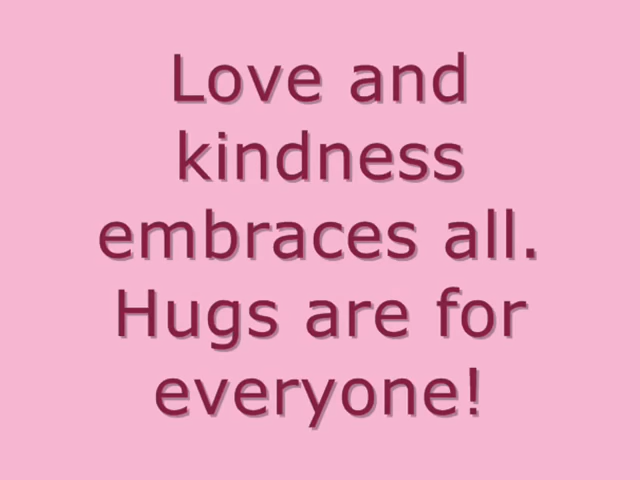 Love and
kindness
embraces all.
Hugs are for
everyone!